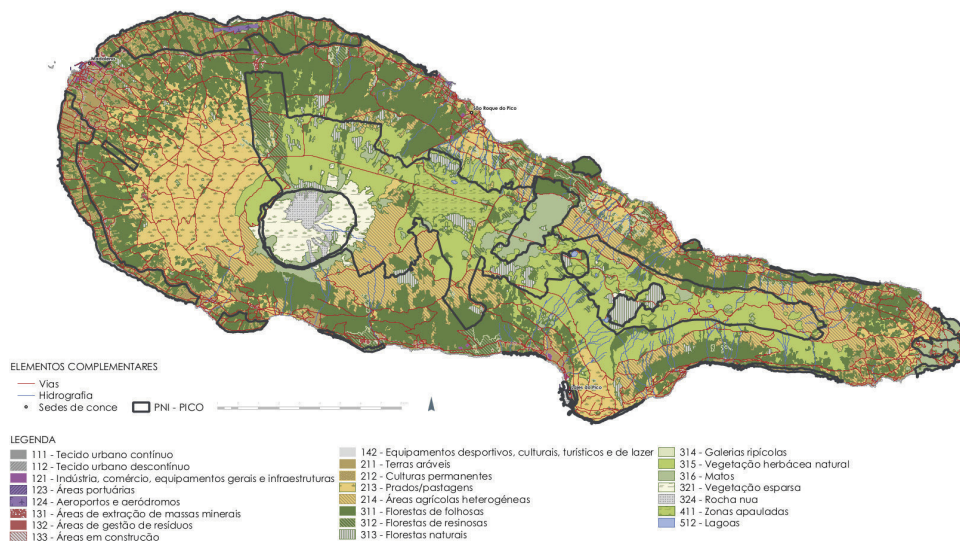 Madalena
São Roque do Pico
Lajes do Pico
ELEMENTOS COMPLEMENTARES
Vias
Hidrografia
Sedes de conce
PNI - PICO
LEGENDA
111 - Tecido urbano contínuo
112 - Tecido urbano descontínuo
121 - Indústria, comércio, equipamentos gerais e infraestruturas
123 - Áreas portuárias
124 - Aeroportos e aeródromos
131 - Áreas de extração de massas minerais
132 - Áreas de gestão de resíduos
133 - Áreas em construção
142 - Equipamentos desportivos, culturais, turísticos e de lazer
211 - Terras aráveis
212 - Culturas permanentes
213 - Prados/pastagens
214 - Áreas agrícolas heterogéneas
311 - Florestas de folhosas
312 - Florestas de resinosas
313 - Florestas naturais
314 - Galerias ripícolas
315 - Vegetação herbácea natural
316 - Matos
321 - Vegetação esparsa
324 - Rocha nua
411 - Zonas apauladas
512 - Lagoas